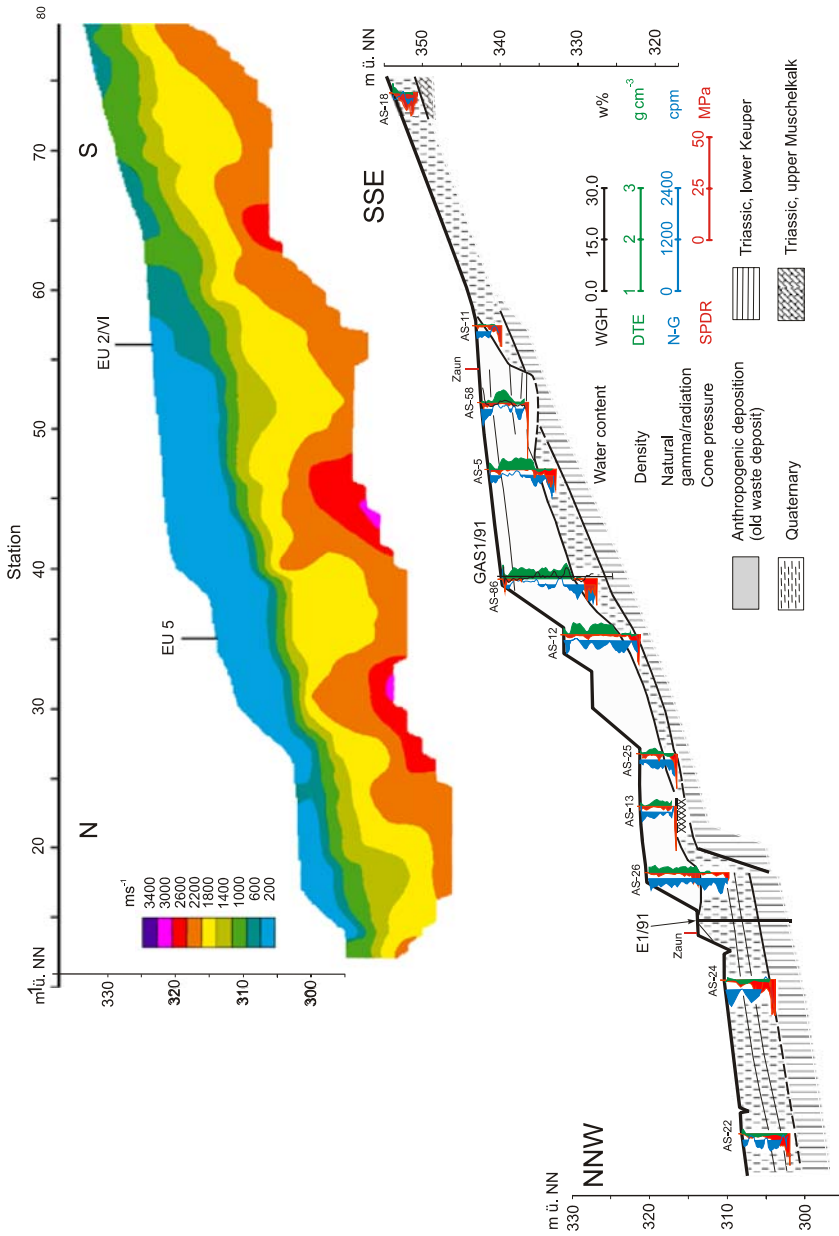 Station
1
10
20
30
40
50
60
70
80
N
S
EU 5
EU 2/VI
m ü. NN
330
320
310
300
ms⁻¹
3400
3000
2600
2200
1800
1400
1000
600
200
NNW
SSE
m ü. NN
330
320
310
300
m ü. NN
350
340
330
320
AS-22
AS-24
Zaun
E1/91
AS-26
AS-13
AS-25
AS-12
AS-86
GAS1/91
AS-5
AS-58
Zaun
AS-11
AS-18
Water content WGH 0.0 15.0 30.0 w%
Density DTE 1 2 3 g cm⁻³
Natural
gamma/radiation N-G 0 1200 2400 cpm
Cone pressure SPDR 0 25 50 MPa
Anthropogenic deposition
(old waste deposit)
Quaternary
Triassic, lower Keuper
Triassic, upper Muschelkalk